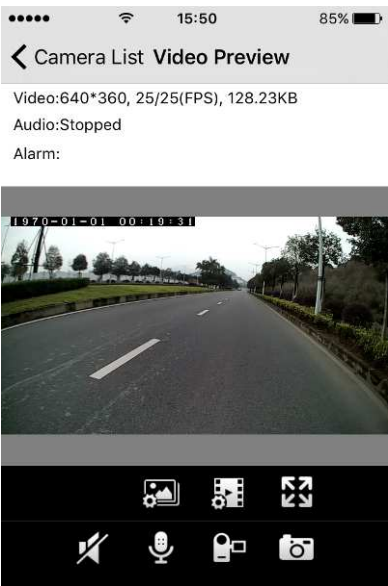 15:50
85%
Camera List Video Preview
Video:640*360, 25/25(FPS), 128.23KB
Audio:Stopped
Alarm:
1970-01-01 00:19:31